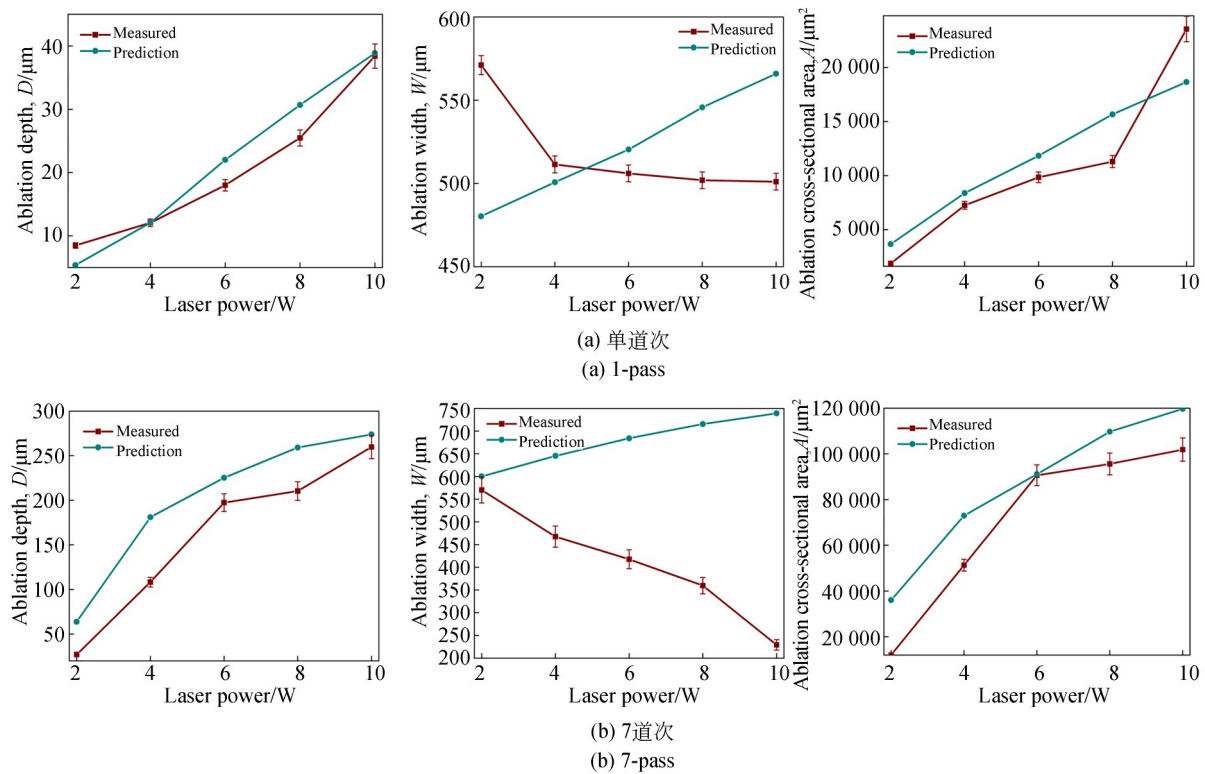 Ablation depth, D/μm
40
30
20
10
Measured
Prediction
2 4 6 8 10
Laser power/W
Ablation width, W/μm
600
550
500
450
Measured
Prediction
2 4 6 8 10
Laser power/W
Ablation cross-sectional area,A/μm²
20 000
15 000
10 000
5 000
Measured
Prediction
2 4 6 8 10
Laser power/W
(a) 单道次
(a) 1-pass
Ablation depth, D/μm
300
250
200
150
100
50
Measured
Prediction
2 4 6 8 10
Laser power/W
Ablation width, W/μm
750
700
650
600
550
500
450
400
350
300
250
200
Measured
Prediction
2 4 6 8 10
Laser power/W
Ablation cross-sectional area,A/μm²
120 000
100 000
80 000
60 000
40 000
20 000
Measured
Prediction
2 4 6 8 10
Laser power/W
(b) 7道次
(b) 7-pass